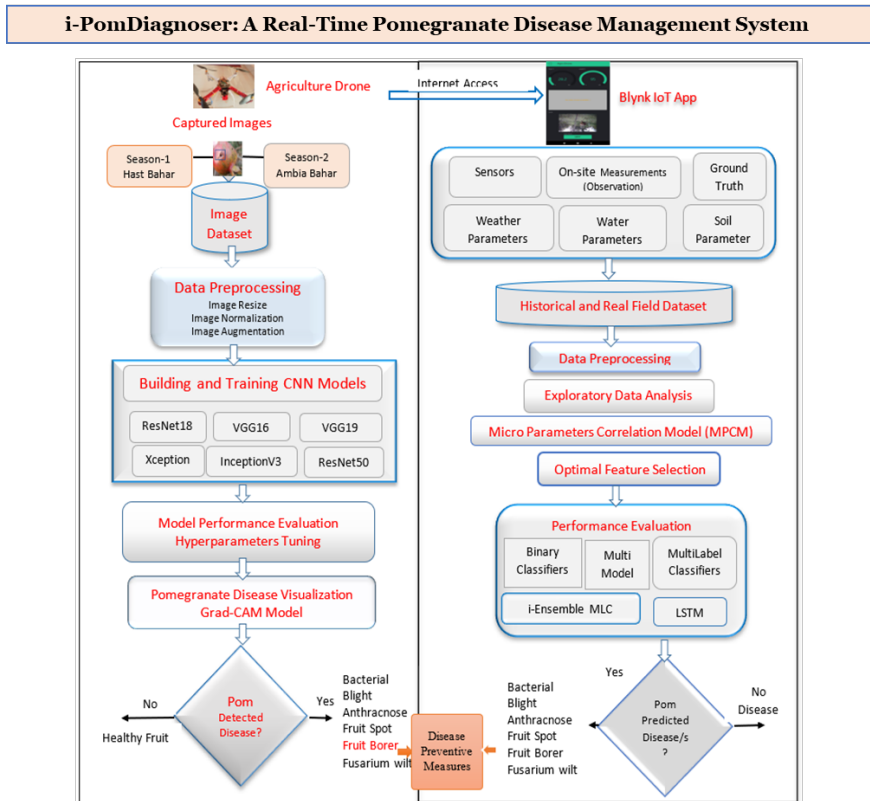 i-PomDiagnoser: A Real-Time Pomegranate Disease Management System
Agriculture Drone
Captured Images
Season-1
Hast Bahar
Season-2
Ambia Bahar
Image
Dataset
Data Preprocessing
Image Resize
Image Normalization
Image Augmentation
Building and Training CNN Models
ResNet18
VGG16
VGG19
Xception
InceptionV3
ResNet50
Model Performance Evaluation
Hyperparameters Tuning
Pomegranate Disease Visualization
Grad-CAM Model
Pom
Detected
Disease?
No
Healthy Fruit
Yes
Bacterial
Blight
Anthracnose
Fruit Spot
Fruit Borer
Fusarium wilt
Disease
Preventive
Measures
Internet Access
Blynk IoT App
Sensors
On-site Measurements
(Observation)
Ground
Truth
Weather
Parameters
Water
Parameters
Soil
Parameter
Historical and Real Field Dataset
Data Preprocessing
Exploratory Data Analysis
Micro Parameters Correlation Model (MPCM)
Optimal Feature Selection
Performance Evaluation
Binary
Classifiers
Multi
Model
MultiLabel
Classifiers
i-Ensemble MLC
LSTM
Yes
Bacterial
Blight
Anthracnose
Fruit Spot
Fruit Borer
Fusarium wilt
Pom
Predicted
Disease/s
?
No
Disease